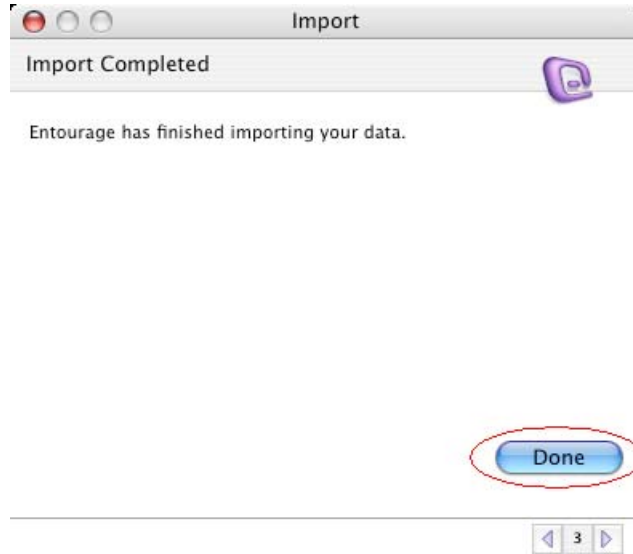 Import
Import Completed
Entourage has finished importing your data.
Done
3